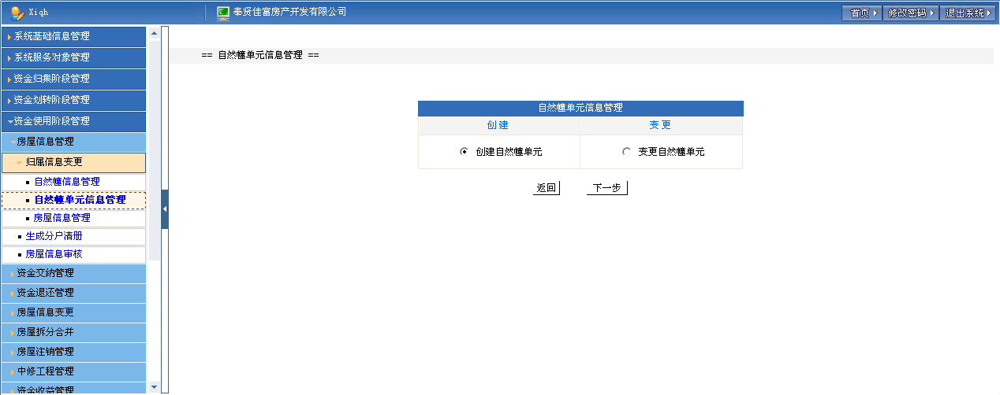 Xiqh
奉贤佳富房产开发有限公司
首页
修改密码
退出系统
系统基础信息管理
系统服务对象管理
资金归集阶段管理
资金划转阶段管理
资金使用阶段管理
房屋信息管理
归属信息变更
自然幢信息管理
自然幢单元信息管理
房屋信息管理
生成分户清册
房屋信息审核
资金交纳管理
资金退还管理
房屋信息变更
房屋拆分合并
房屋注销管理
中修工程管理
资金收益管理
== 自然幢单元信息管理 ==
自然幢单元信息管理
创建 变更
创建自然幢单元 变更自然幢单元
返回 下一步